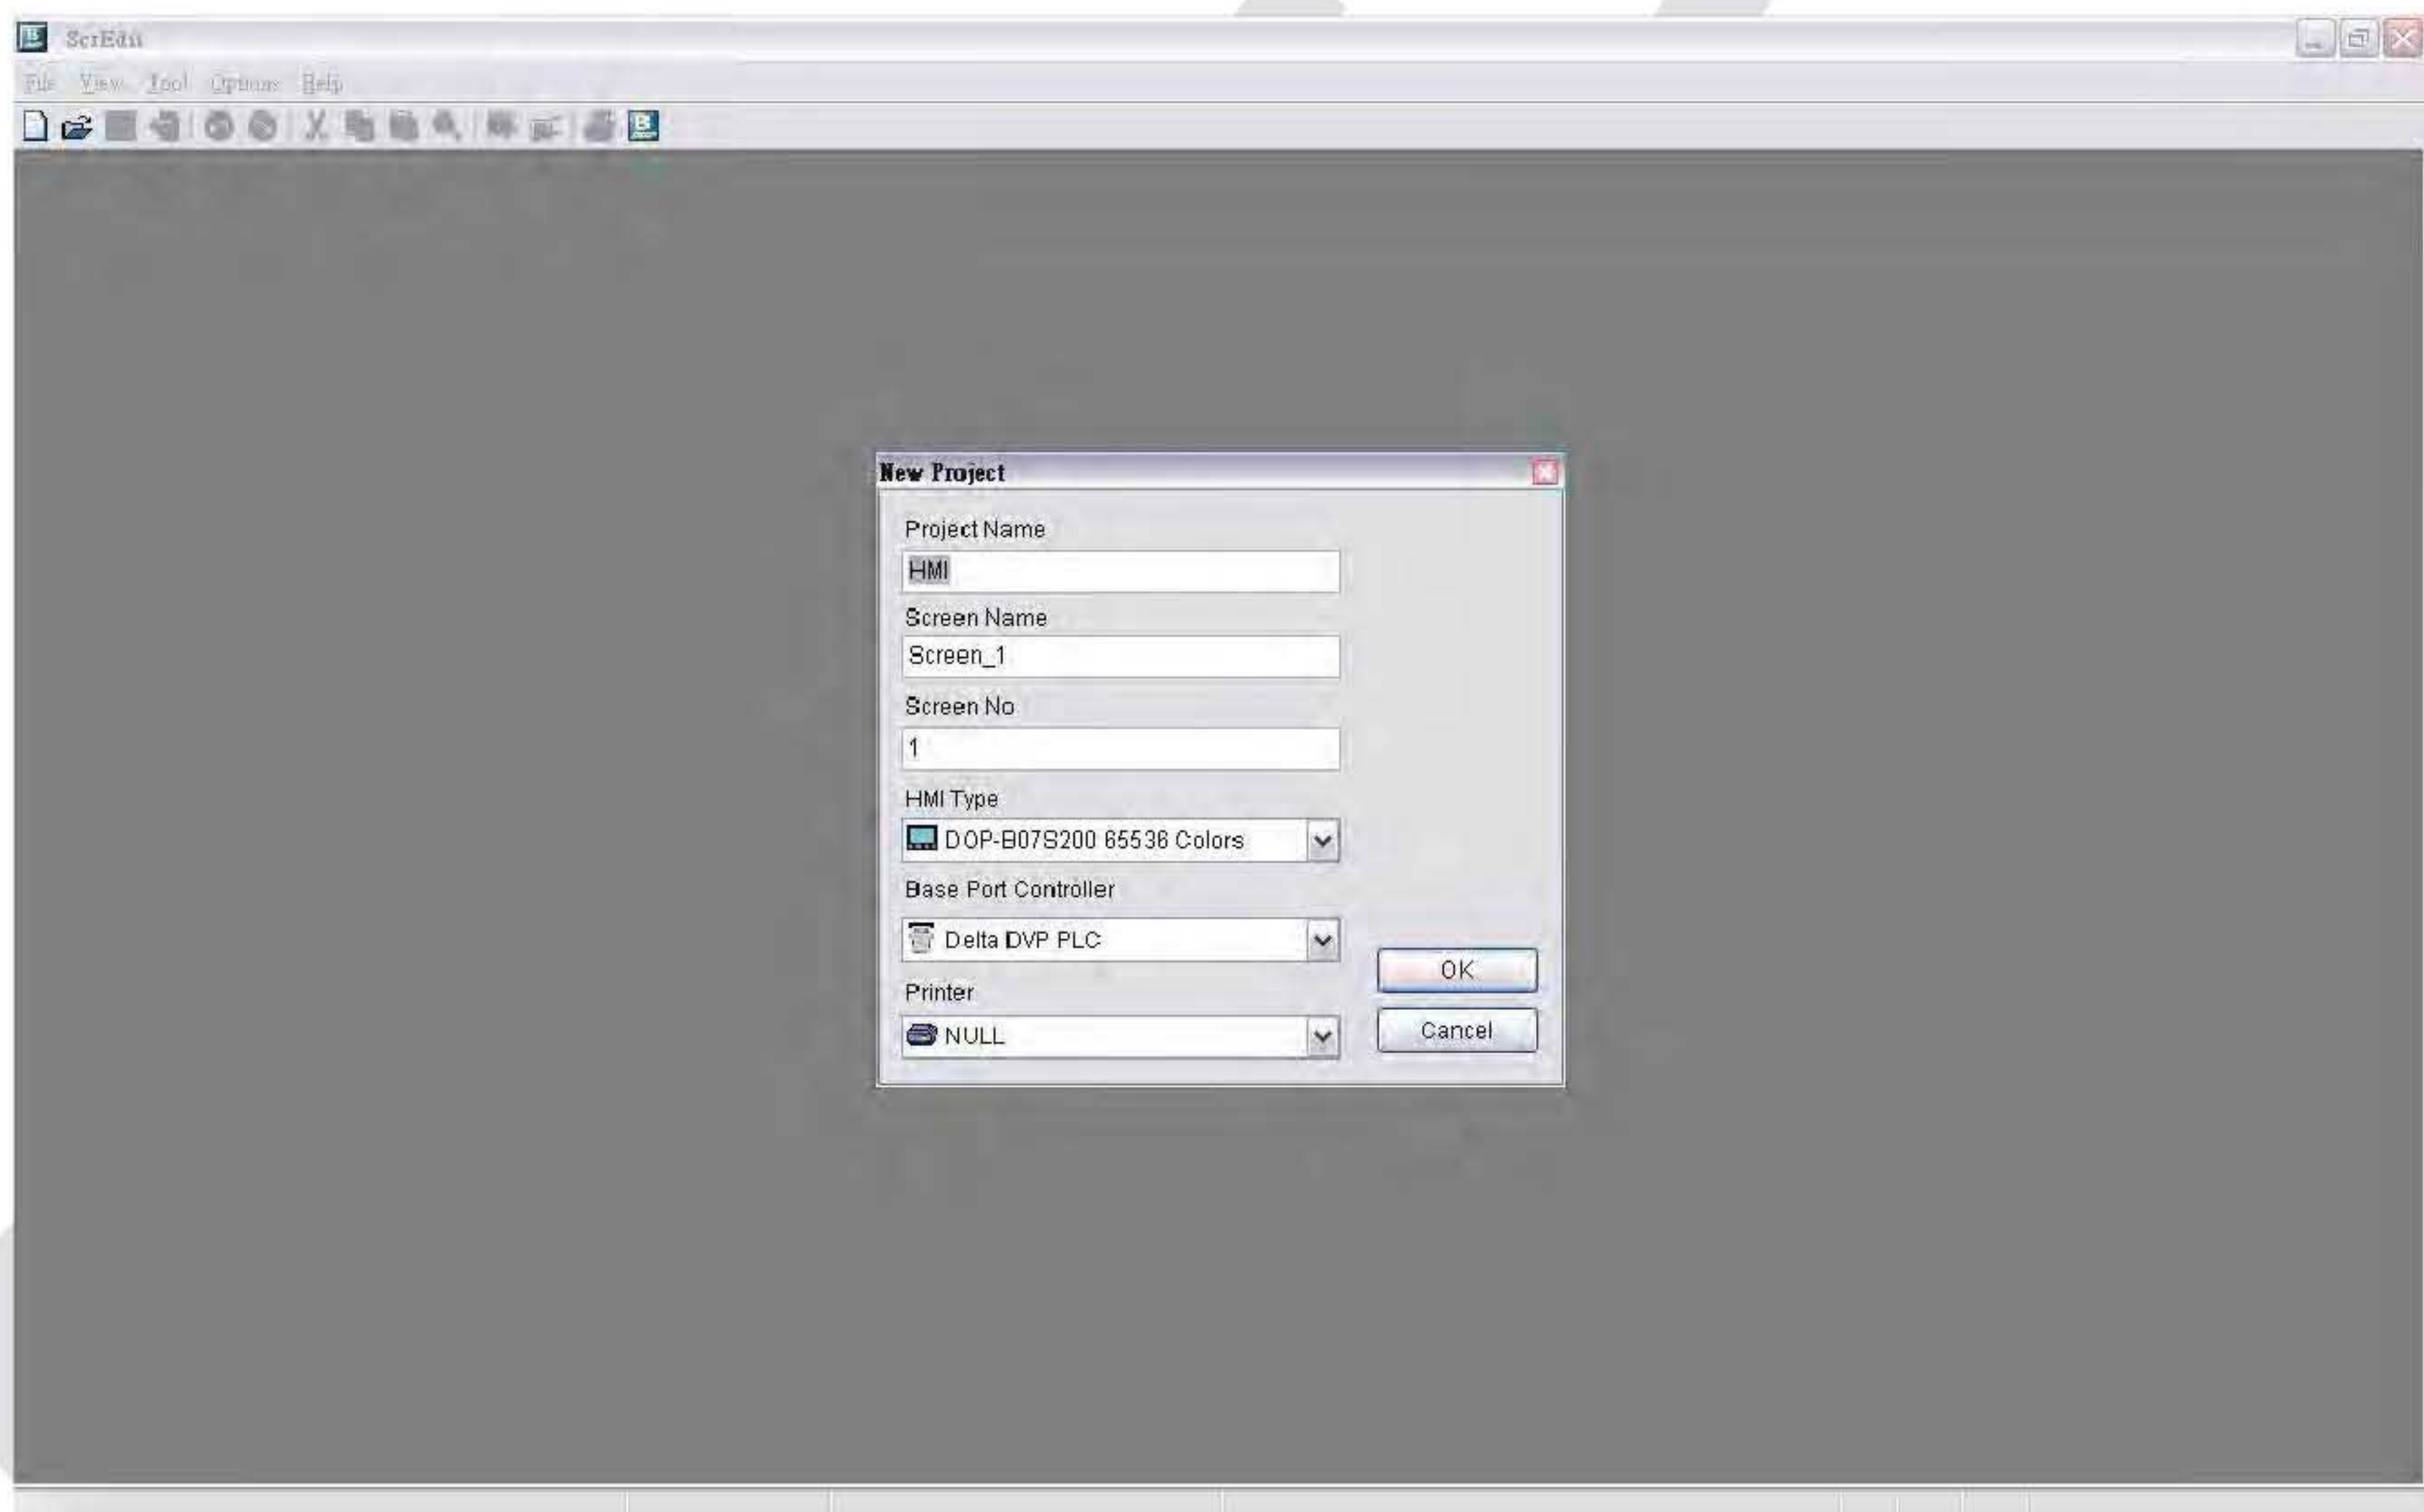 ScrEdit
File View Tool Options Help
New Project
Project Name
HMI
Screen Name
Screen_1
Screen No
1
HMI Type
DOP-B07S200 65536 Colors
Base Port Controller
Delta DVP PLC
OK
Printer
NULL
Cancel